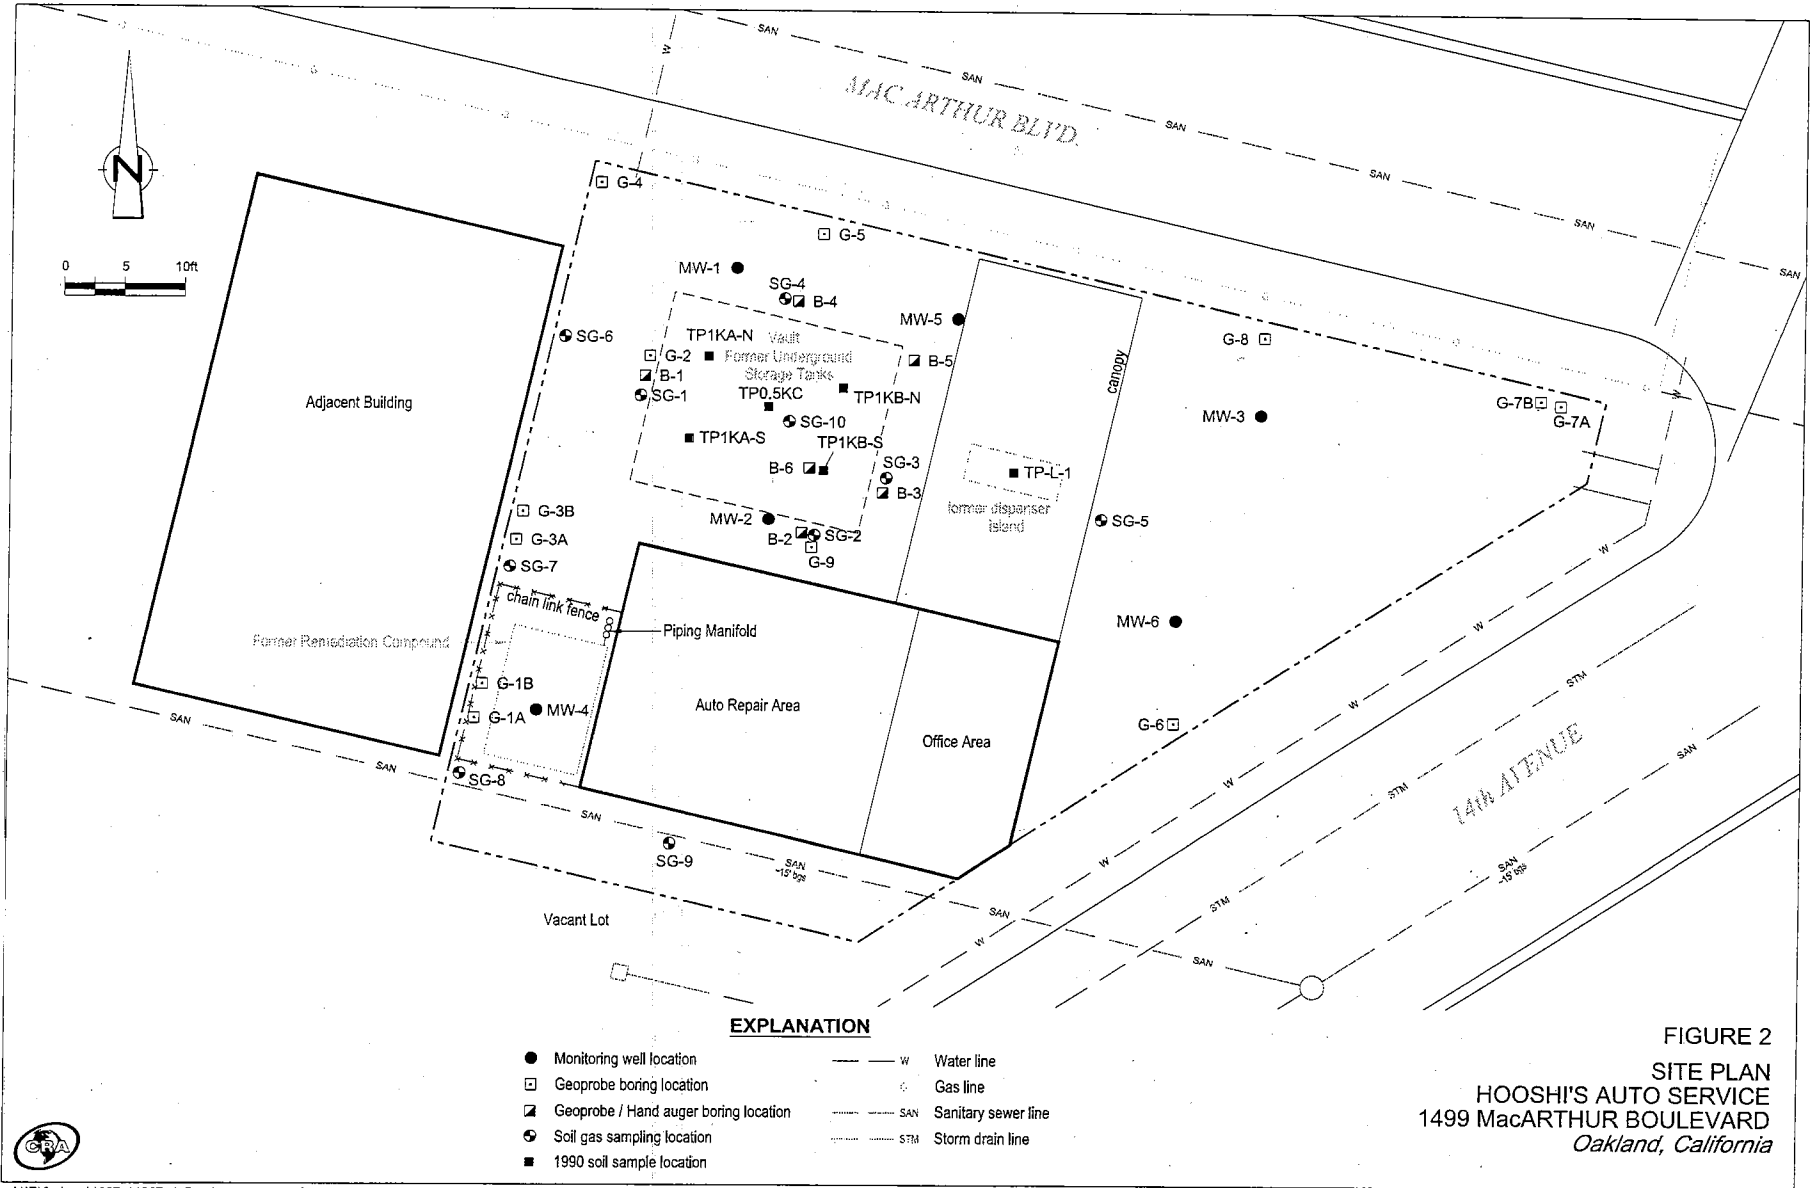 SAN
W
SAN
MAC ARTHUR BLVD.
SAN
SAN
SAN
SAN
N
0 5 10ft
G-4
G-5
MW-1
SG-4
B-4
MW-5
SG-6
TP1KA-N
Vault
Former Underground
Storage Tanks
G-2
B-1
SG-1
TP0.5KC
TP1KB-N
B-5
canopy
G-8
G-7B
G-7A
W
MW-3
Adjacent Building
SG-10
TP1KA-S
TP1KB-S
B-6
SG-3
B-3
TP-L-1
former dispenser
island
SG-5
MW-2
B-2
SG-2
G-9
G-3B
G-3A
SG-7
chain link fence
Piping Manifold
Former Remediation Compound
MW-6
W
W
W
W
W
W
G-1B
G-1A
MW-4
Auto Repair Area
Office Area
G-6
STM
STM
STM
14th AVENUE
SAN
SAN
~15' bgs
SAN
SAN
SG-8
SAN
SG-9
SAN
~15' bgs
SAN
SAN
Vacant Lot
EXPLANATION
Monitoring well location
Geoprobe boring location
Geoprobe / Hand auger boring location
Soil gas sampling location
1990 soil sample location
W Water line
G Gas line
SAN Sanitary sewer line
STM Storm drain line
FIGURE 2
SITE PLAN
HOOSHI'S AUTO SERVICE
1499 MacARTHUR BOULEVARD
Oakland, California
CRA